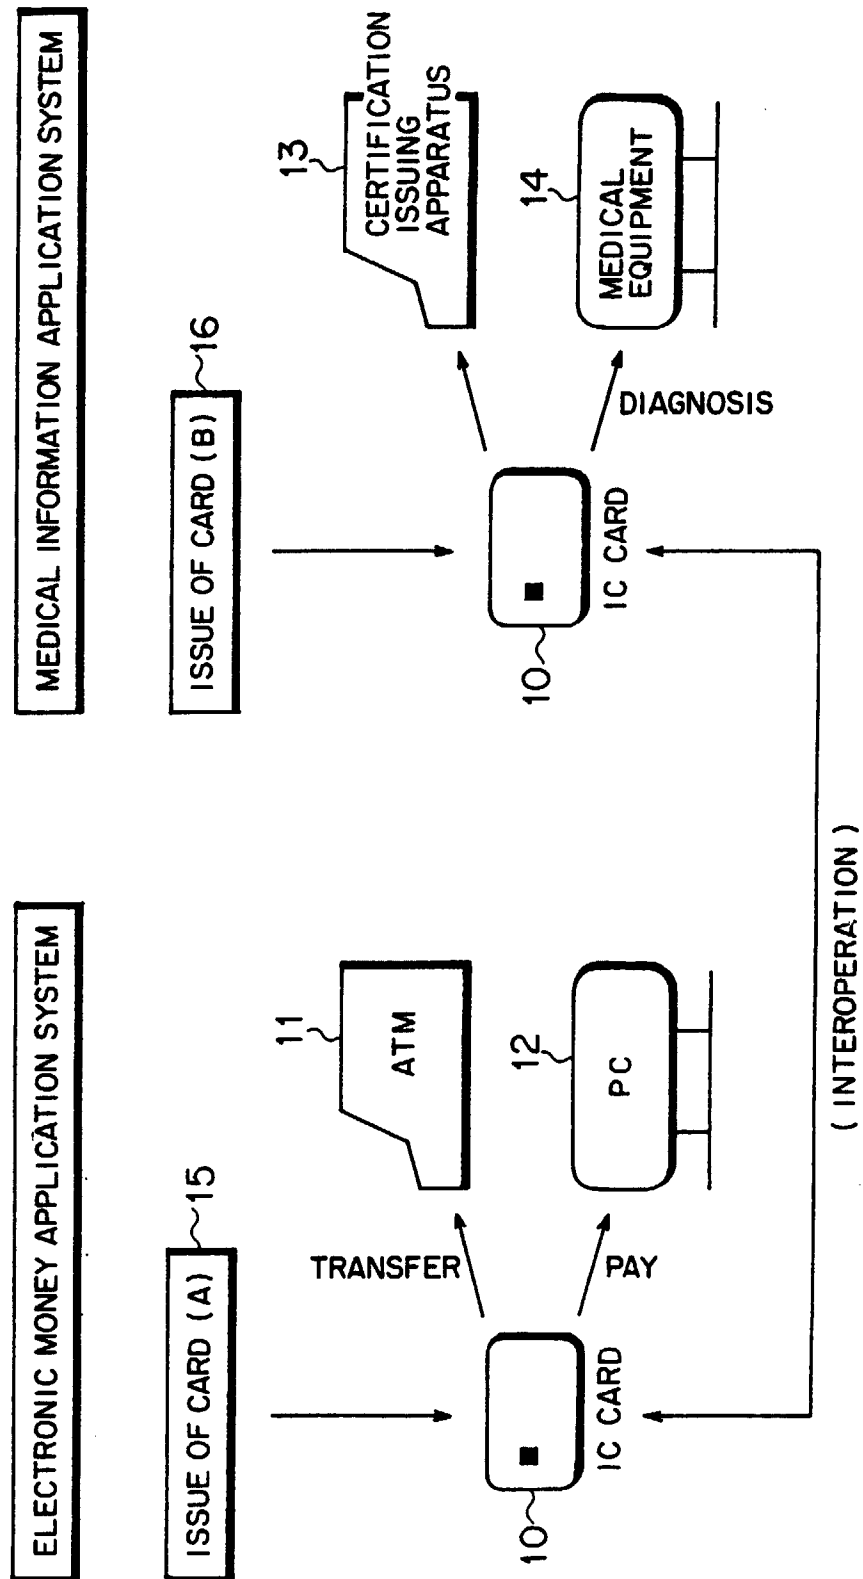 ELECTRONIC MONEY APPLICATION SYSTEM
ISSUE OF CARD (A)
15
11
ATM
TRANSFER
12
PC
PAY
10
IC CARD
MEDICAL INFORMATION APPLICATION SYSTEM
ISSUE OF CARD (B)
16
13
CERTIFICATION
ISSUING
APPARATUS
14
MEDICAL
EQUIPMENT
DIAGNOSIS
10
IC CARD
(INTEROPERATION)